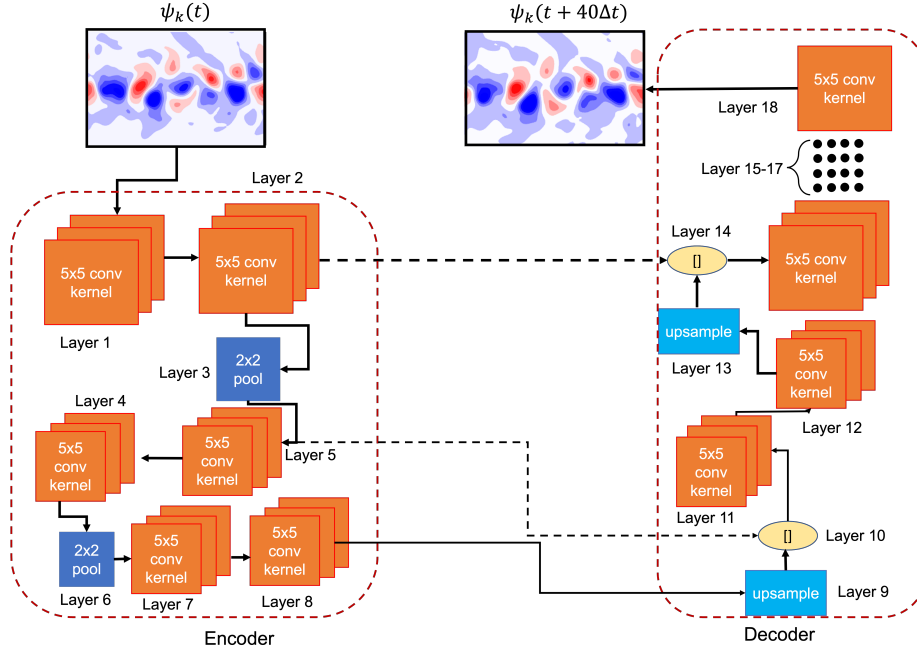 ψₖ(t)
ψₖ(t + 40Δt)
Layer 2
5x5 conv
kernel
Layer 1
5x5 conv
kernel
Layer 3
2x2
pool
Layer 4
5x5
conv
kernel
5x5
conv
kernel
Layer 5
2x2
pool
Layer 6
5x5
conv
kernel
Layer 7
5x5
conv
kernel
Layer 8
Encoder
5x5 conv
kernel
Layer 18
Layer 15-17
Layer 14
[]
5x5 conv
kernel
upsample
Layer 13
5x5
conv
kernel
Layer 12
5x5
conv
kernel
Layer 11
[]
Layer 10
upsample
Layer 9
Decoder